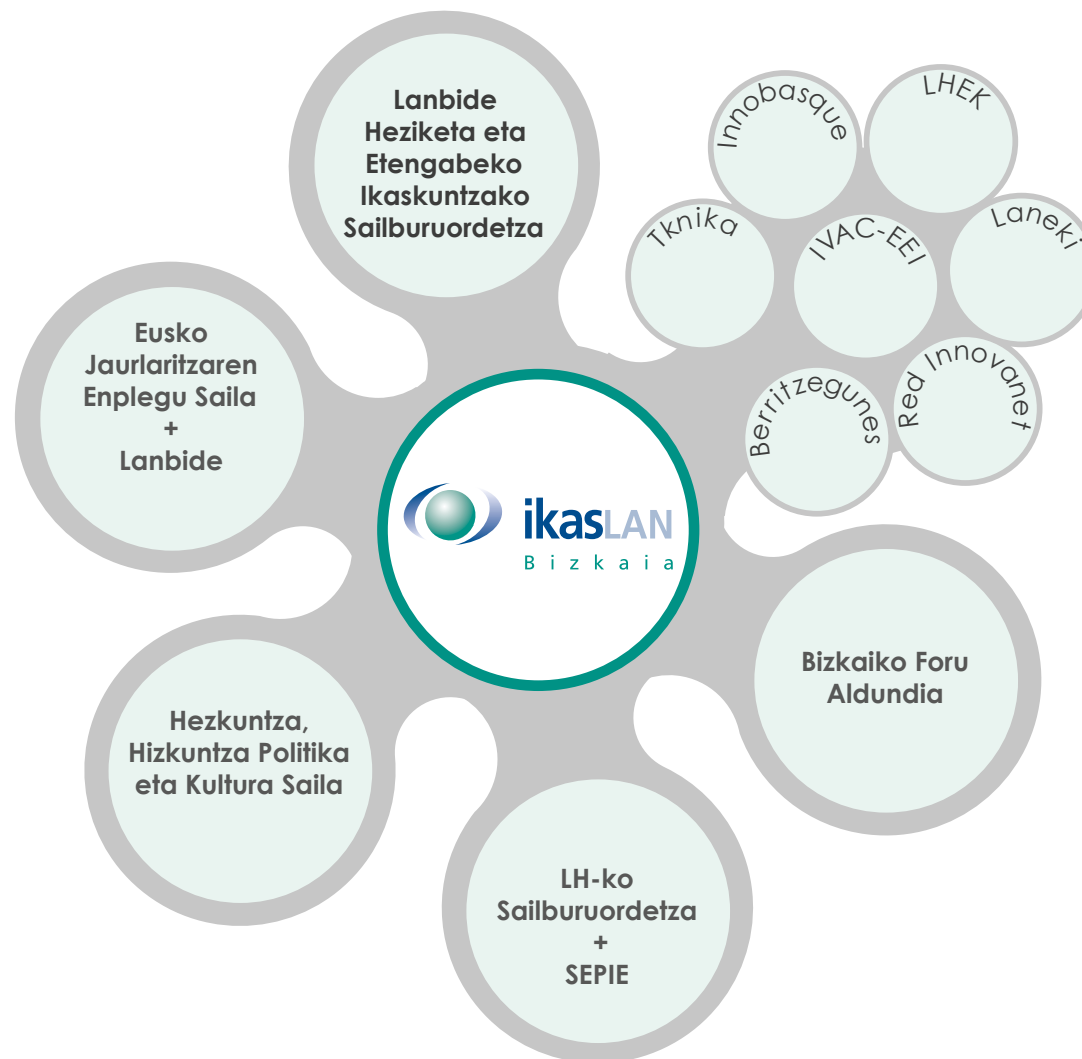 Lanbide
Heziketa eta
Etengabeko
Ikaskuntzako
Sailburuordetza
Innobasque
LHEK
Tknika
IVAC-EEI
Laneki
Berritzegunes
Red Innovanet
Eusko
Jaurlaritzaren
Enplegu Saila
+
Lanbide
ikasLAN
Bizkaia
Hezkuntza,
Hizkuntza Politika
eta Kultura Saila
Bizkaiko Foru
Aldundia
LH-ko
Sailburuordetza
+
SEPIE